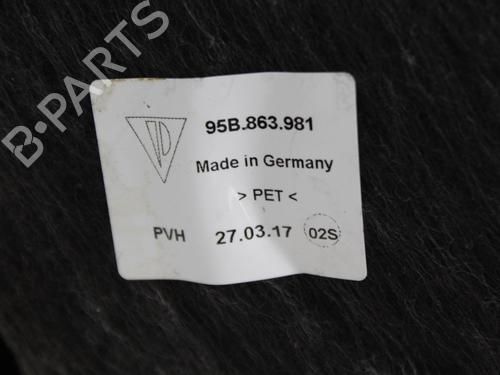 B-PARTS
95B.863.981
Made in Germany
> PET <
PVH 27.03.17 02S